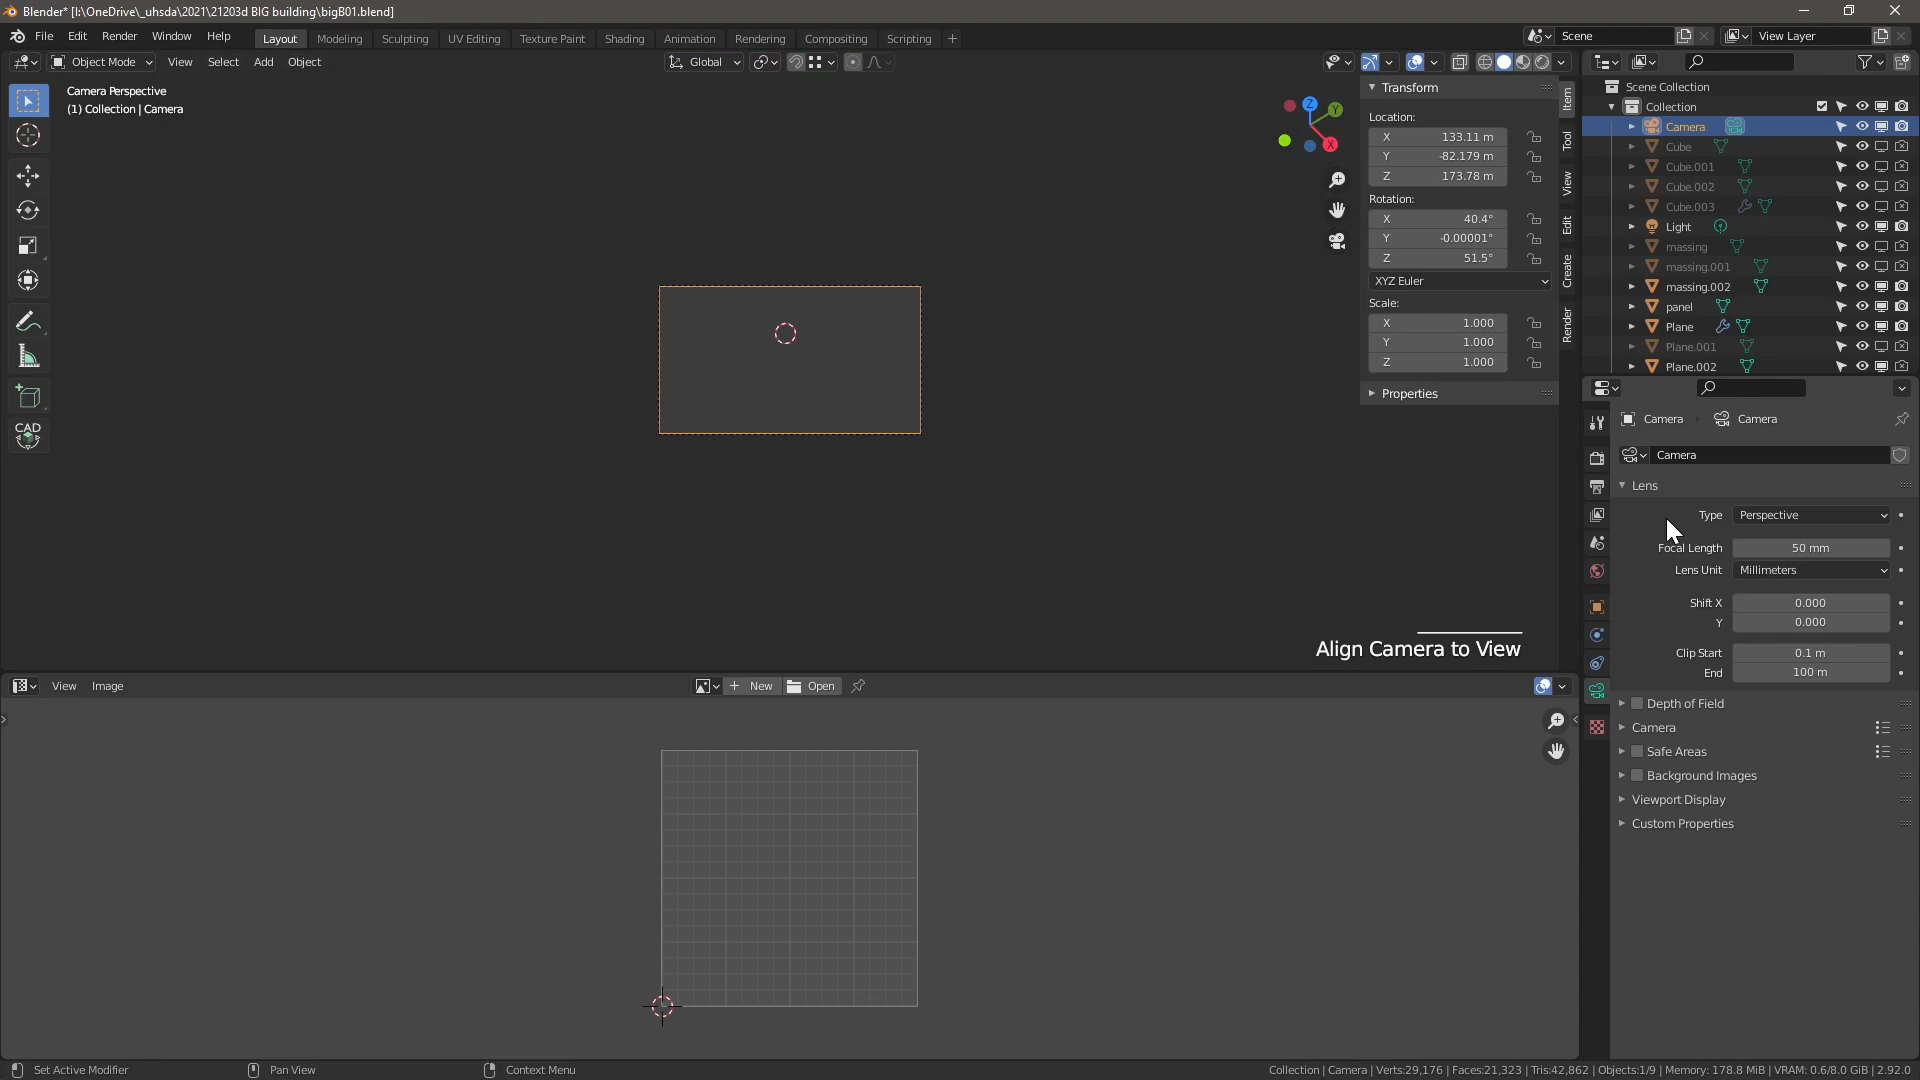 Blender* [I:\OneDrive\_uhsda\2021\21203d BIG building\bigB01.blend]
File Edit Render Window Help Layout Modeling Sculpting UV Editing Texture Paint Shading Animation Rendering Compositing Scripting + Scene View Layer
Object Mode View Select Add Object Global
Camera Perspective
(1) Collection | Camera
Z
Y
X
Transform
Location:
X 133.11 m
Y -82.179 m
Z 173.78 m
Rotation:
X 40.4°
Y -0.00001°
Z 51.5°
XYZ Euler
Scale:
X 1.000
Y 1.000
Z 1.000
Properties
Item
Tool
View
Edit
Create
Render
Scene Collection
Collection
Camera
Cube
Cube.001
Cube.002
Cube.003
Light
massing
massing.001
massing.002
panel
Plane
Plane.001
Plane.002
CAD
Align Camera to View
Camera Camera
Camera
Lens
Type Perspective
Focal Length 50 mm
Lens Unit Millimeters
Shift X 0.000
Y 0.000
Clip Start 0.1 m
End 100 m
Depth of Field
Camera
Safe Areas
Background Images
Viewport Display
Custom Properties
View Image + New Open
Set Active Modifier Pan View Context Menu Collection | Camera | Verts:29,176 | Faces:21,323 | Tris:42,862 | Objects:1/9 | Memory: 178.8 MiB | VRAM: 0.6/8.0 GiB | 2.92.0